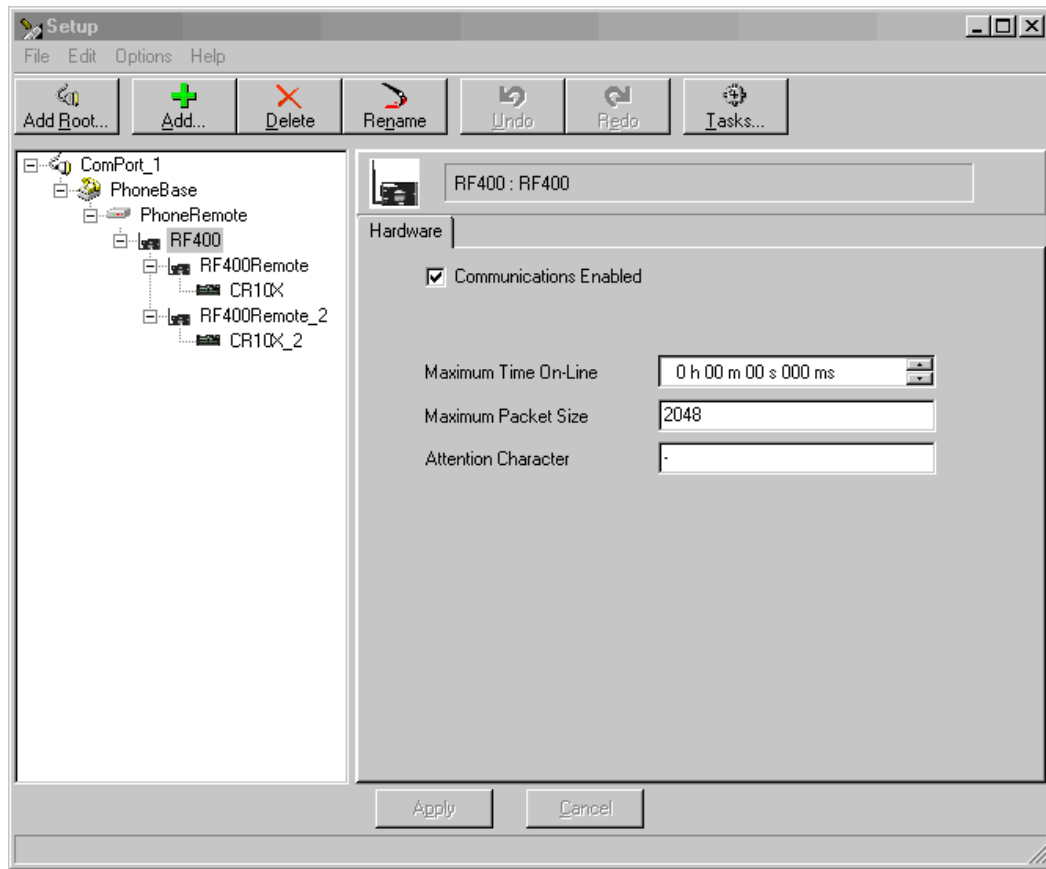 Setup
File Edit Options Help
Add Root... Add... Delete Rename Undo Redo Tasks...
ComPort_1
PhoneBase
PhoneRemote
RF400
RF400Remote
CR10X
RF400Remote_2
CR10X_2
RF400 : RF400
Hardware
Communications Enabled
Maximum Time On-Line 0 h 00 m 00 s 000 ms
Maximum Packet Size 2048
Attention Character -
Apply Cancel